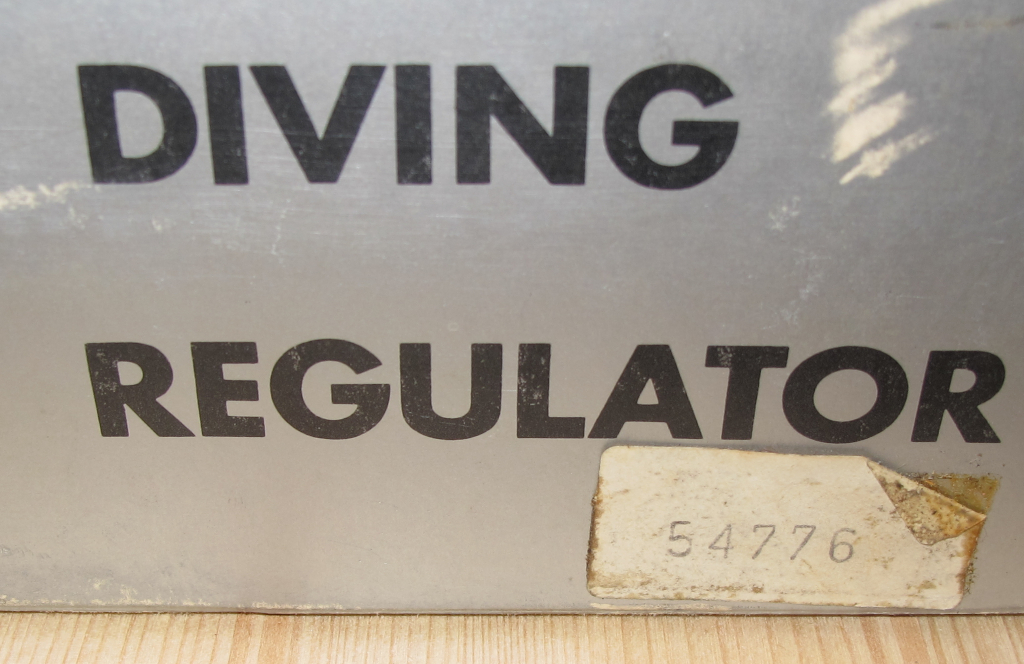 DIVING
REGULATOR
54776